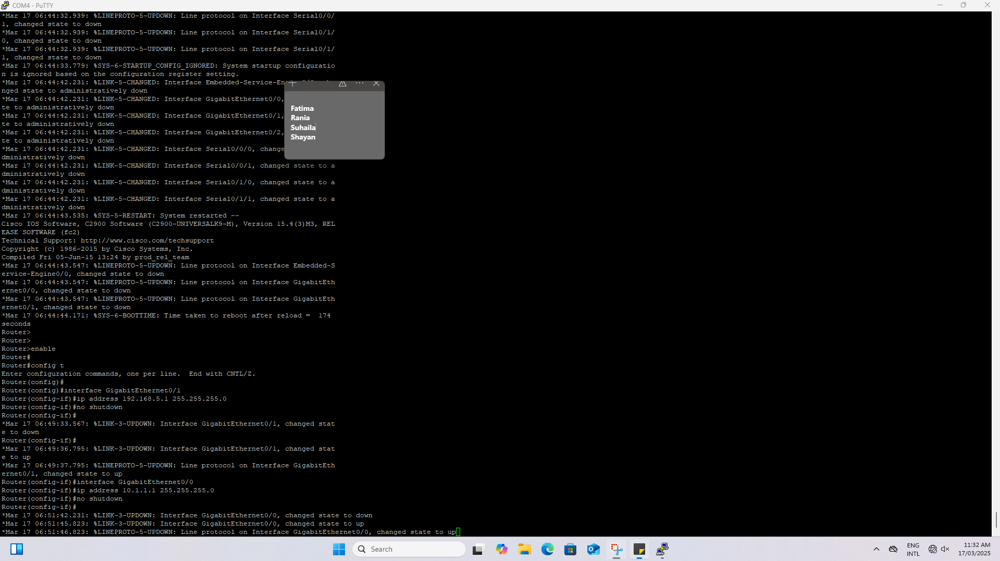 COM4 - PuTTY
*Mar 17 06:44:32.939: %LINEPROTO-5-UPDOWN: Line protocol on Interface Serial0/0/
1, changed state to down
*Mar 17 06:44:32.939: %LINEPROTO-5-UPDOWN: Line protocol on Interface Serial0/1/
0, changed state to down
*Mar 17 06:44:32.939: %LINEPROTO-5-UPDOWN: Line protocol on Interface Serial0/1/
1, changed state to down
*Mar 17 06:44:33.779: %SYS-6-STARTUP_CONFIG_IGNORED: System startup configuratio
n is ignored based on the configuration register setting.
*Mar 17 06:44:42.231: %LINK-5-CHANGED: Interface Embedded-Service-En
nged state to administratively down
*Mar 17 06:44:42.231: %LINK-5-CHANGED: Interface GigabitEthernet0/0,
te to administratively down
*Mar 17 06:44:42.231: %LINK-5-CHANGED: Interface GigabitEthernet0/1,
te to administratively down
*Mar 17 06:44:42.231: %LINK-5-CHANGED: Interface GigabitEthernet0/2,
te to administratively down
*Mar 17 06:44:42.231: %LINK-5-CHANGED: Interface Serial0/0/0, change
dministratively down
*Mar 17 06:44:42.231: %LINK-5-CHANGED: Interface Serial0/0/1, changed state to a
dministratively down
*Mar 17 06:44:42.231: %LINK-5-CHANGED: Interface Serial0/1/0, changed state to a
dministratively down
*Mar 17 06:44:42.231: %LINK-5-CHANGED: Interface Serial0/1/1, changed state to a
dministratively down
*Mar 17 06:44:43.535: %SYS-5-RESTART: System restarted --
Cisco IOS Software, C2900 Software (C2900-UNIVERSALK9-M), Version 15.4(3)M3, REL
EASE SOFTWARE (fc2)
Technical Support: http://www.cisco.com/techsupport
Copyright (c) 1986-2015 by Cisco Systems, Inc.
Compiled Fri 05-Jun-15 13:24 by prod_rel_team
*Mar 17 06:44:43.547: %LINEPROTO-5-UPDOWN: Line protocol on Interface Embedded-S
ervice-Engine0/0, changed state to down
*Mar 17 06:44:43.547: %LINEPROTO-5-UPDOWN: Line protocol on Interface GigabitEth
ernet0/0, changed state to down
*Mar 17 06:44:43.547: %LINEPROTO-5-UPDOWN: Line protocol on Interface GigabitEth
ernet0/1, changed state to down
*Mar 17 06:44:44.171: %SYS-6-BOOTTIME: Time taken to reboot after reload =  174
seconds
Router>
Router>
Router>enable
Router#
Router#config t
Enter configuration commands, one per line.  End with CNTL/Z.
Router(config)#
Router(config)#interface GigabitEthernet0/1
Router(config-if)#ip address 192.168.5.1 255.255.255.0
Router(config-if)#no shutdown
Router(config-if)#
*Mar 17 06:49:33.567: %LINK-3-UPDOWN: Interface GigabitEthernet0/1, changed stat
e to down
Router(config-if)#
*Mar 17 06:49:36.795: %LINK-3-UPDOWN: Interface GigabitEthernet0/1, changed stat
e to up
*Mar 17 06:49:37.795: %LINEPROTO-5-UPDOWN: Line protocol on Interface GigabitEth
ernet0/1, changed state to up
Router(config-if)#interface GigabitEthernet0/0
Router(config-if)#ip address 10.1.1.1 255.255.255.0
Router(config-if)#no shutdown
Router(config-if)#
*Mar 17 06:51:42.231: %LINK-3-UPDOWN: Interface GigabitEthernet0/0, changed state to down
*Mar 17 06:51:45.823: %LINK-3-UPDOWN: Interface GigabitEthernet0/0, changed state to up
*Mar 17 06:51:46.823: %LINEPROTO-5-UPDOWN: Line protocol on Interface GigabitEthernet0/0, changed state to up
Fatima
Rania
Suhaila
Shayan
Search
ENG
INTL
11:32 AM
17/03/2025